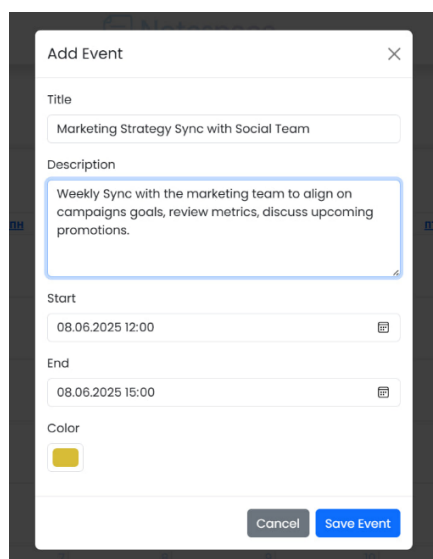 Notespace
Add Event
Title
Marketing Strategy Sync with Social Team
Description
Weekly Sync with the marketing team to align on
campaigns goals, review metrics, discuss upcoming
promotions.
Start
08.06.2025 12:00
End
08.06.2025 15:00
Color
пн
Cancel
Save Event